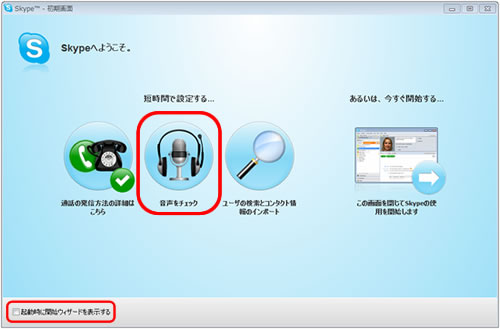 Skype™ - 初期画面
Skypeへようこそ。
短時間で設定する...
あるいは、今すぐ開始する...
通話の発信方法の詳細は
こちら
音声をチェック
ユーザの検索とコンタクト情
報のインポート
この画面を閉じてSkypeの使
用を開始します
起動時に開始ウィザードを表示する